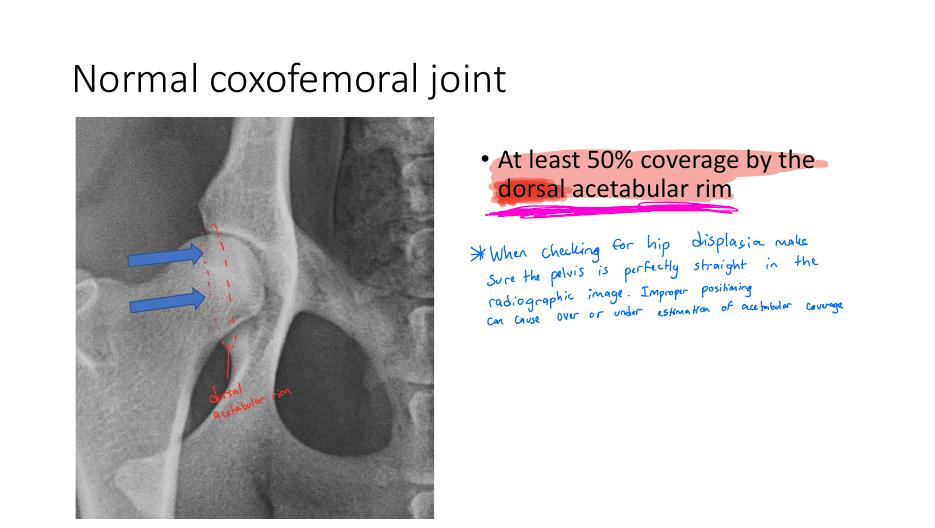 Normal coxofemoral joint
• At least 50% coverage by the
dorsal acetabular rim
* When checking for hip displasia make
sure the pelvis is perfectly straight in the
radiographic image. Improper positioning
can cause over or under estimation of acetabular coverage
dorsal
acetabular rim